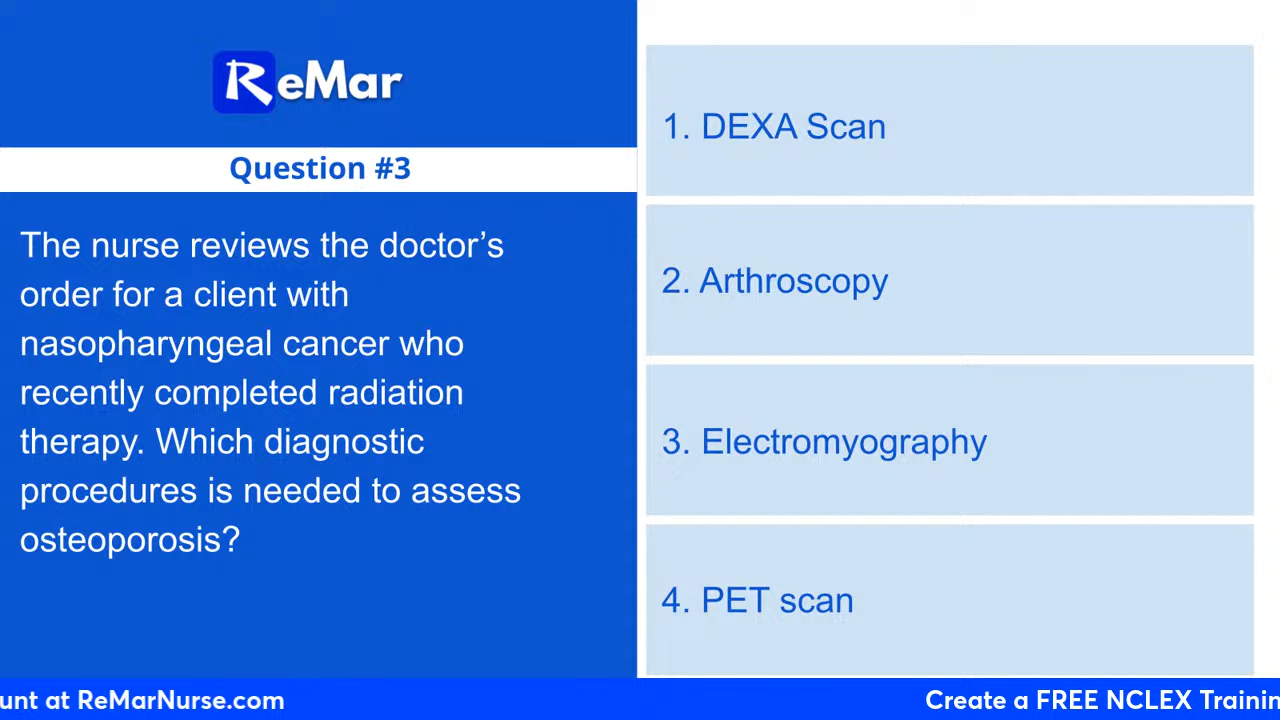 ReMar
Question #3
The nurse reviews the doctor’s
order for a client with
nasopharyngeal cancer who
recently completed radiation
therapy. Which diagnostic
procedures is needed to assess
osteoporosis?
1. DEXA Scan
2. Arthroscopy
3. Electromyography
4. PET scan
at ReMarNurse.com
Create a FREE NCLEX